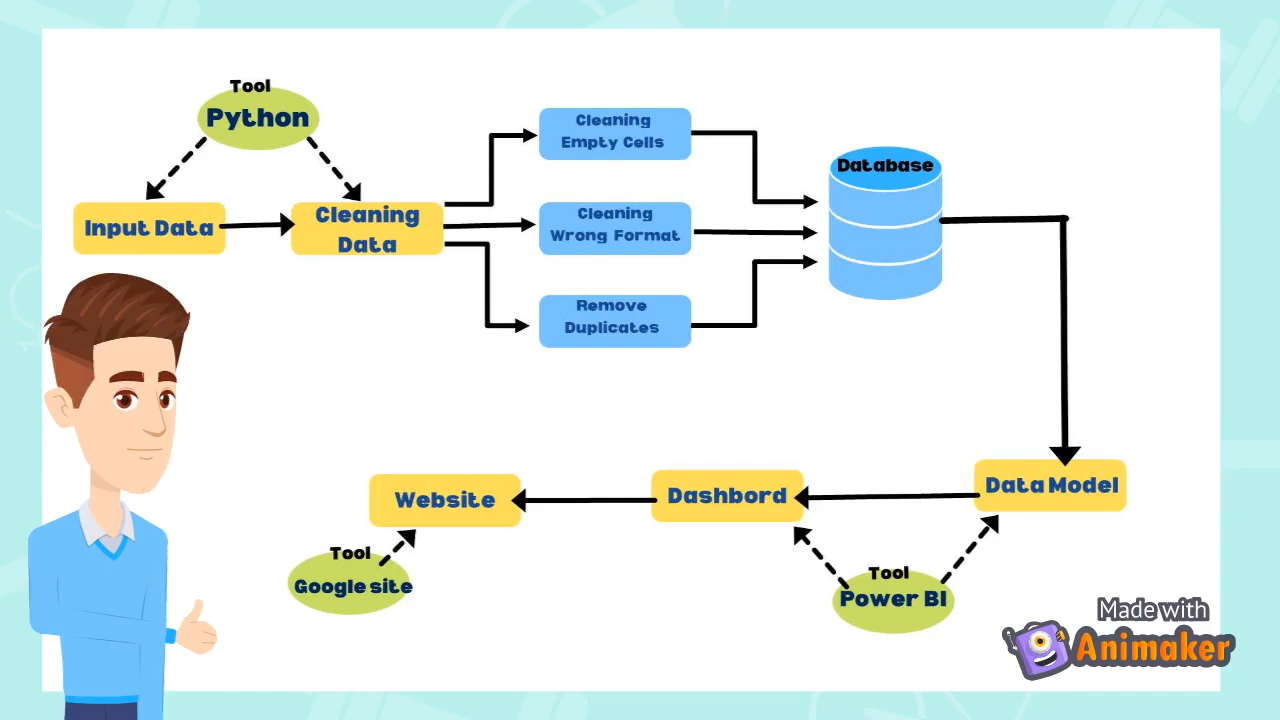 Tool
Python
Input Data
Cleaning
Data
Cleaning
Empty Cells
Cleaning
Wrong Format
Remove
Duplicates
Database
Data Model
Dashbord
Website
Tool
Google site
Tool
Power BI
Made with
Animaker